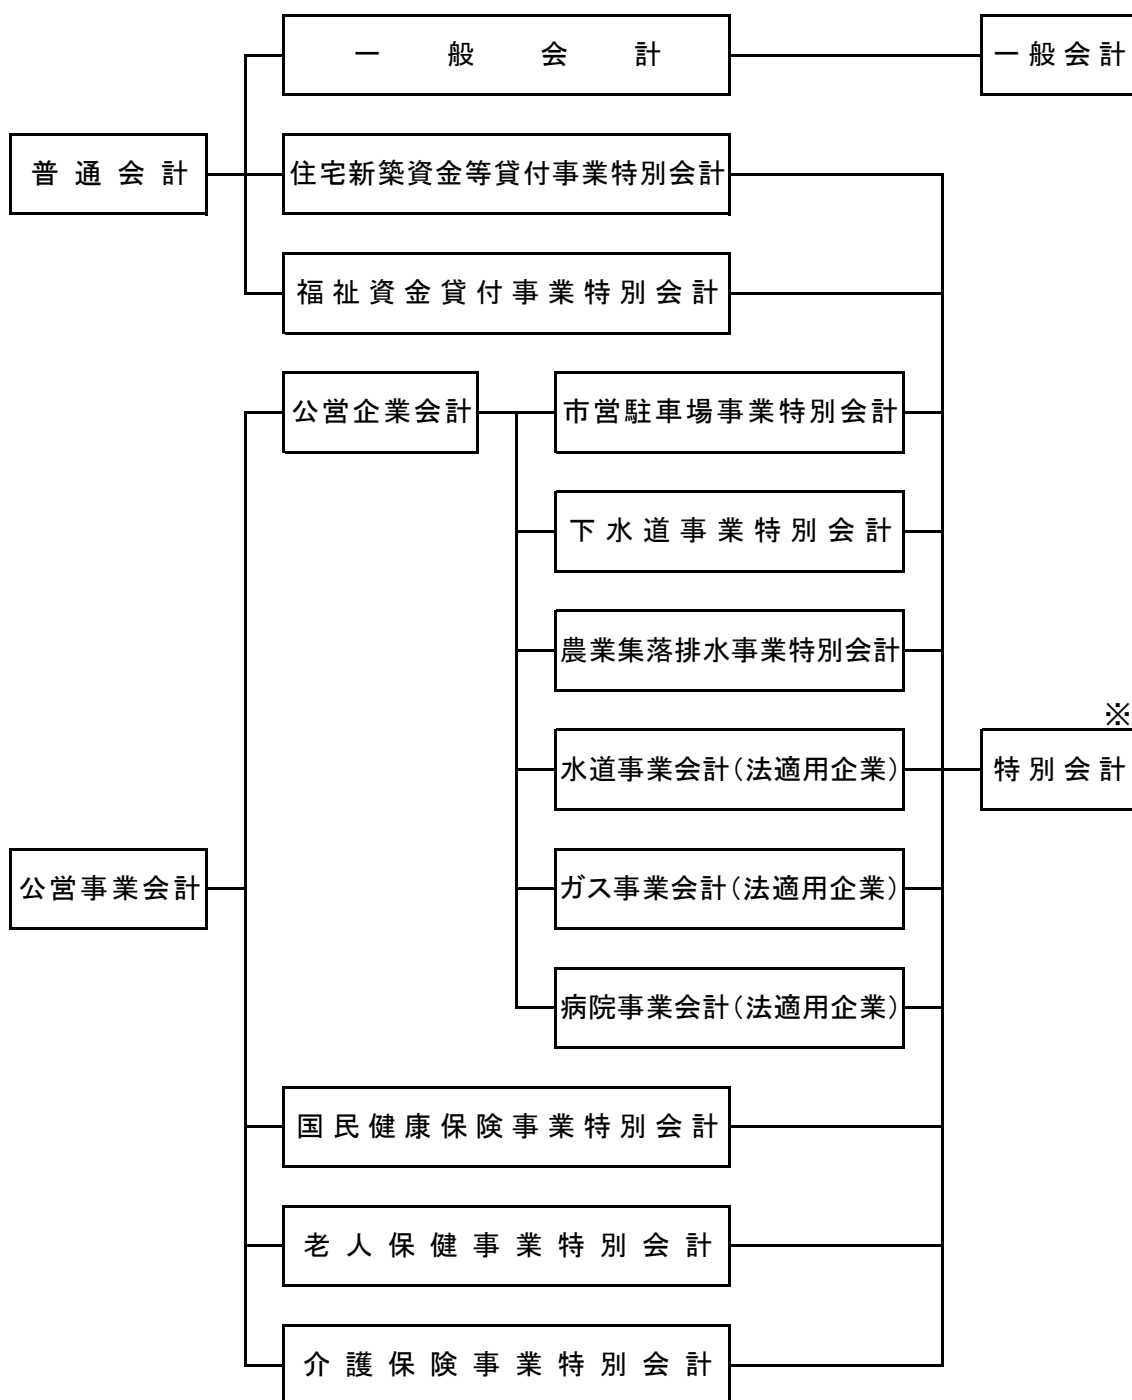 一般会計
一般会計
普通会計
住宅新築資金等貸付事業特別会計
福祉資金貸付事業特別会計
公営企業会計
市営駐車場事業特別会計
下水道事業特別会計
農業集落排水事業特別会計
※
水道事業会計(法適用企業)
特別会計
公営事業会計
ガス事業会計(法適用企業)
病院事業会計(法適用企業)
国民健康保険事業特別会計
老人保健事業特別会計
介護保険事業特別会計